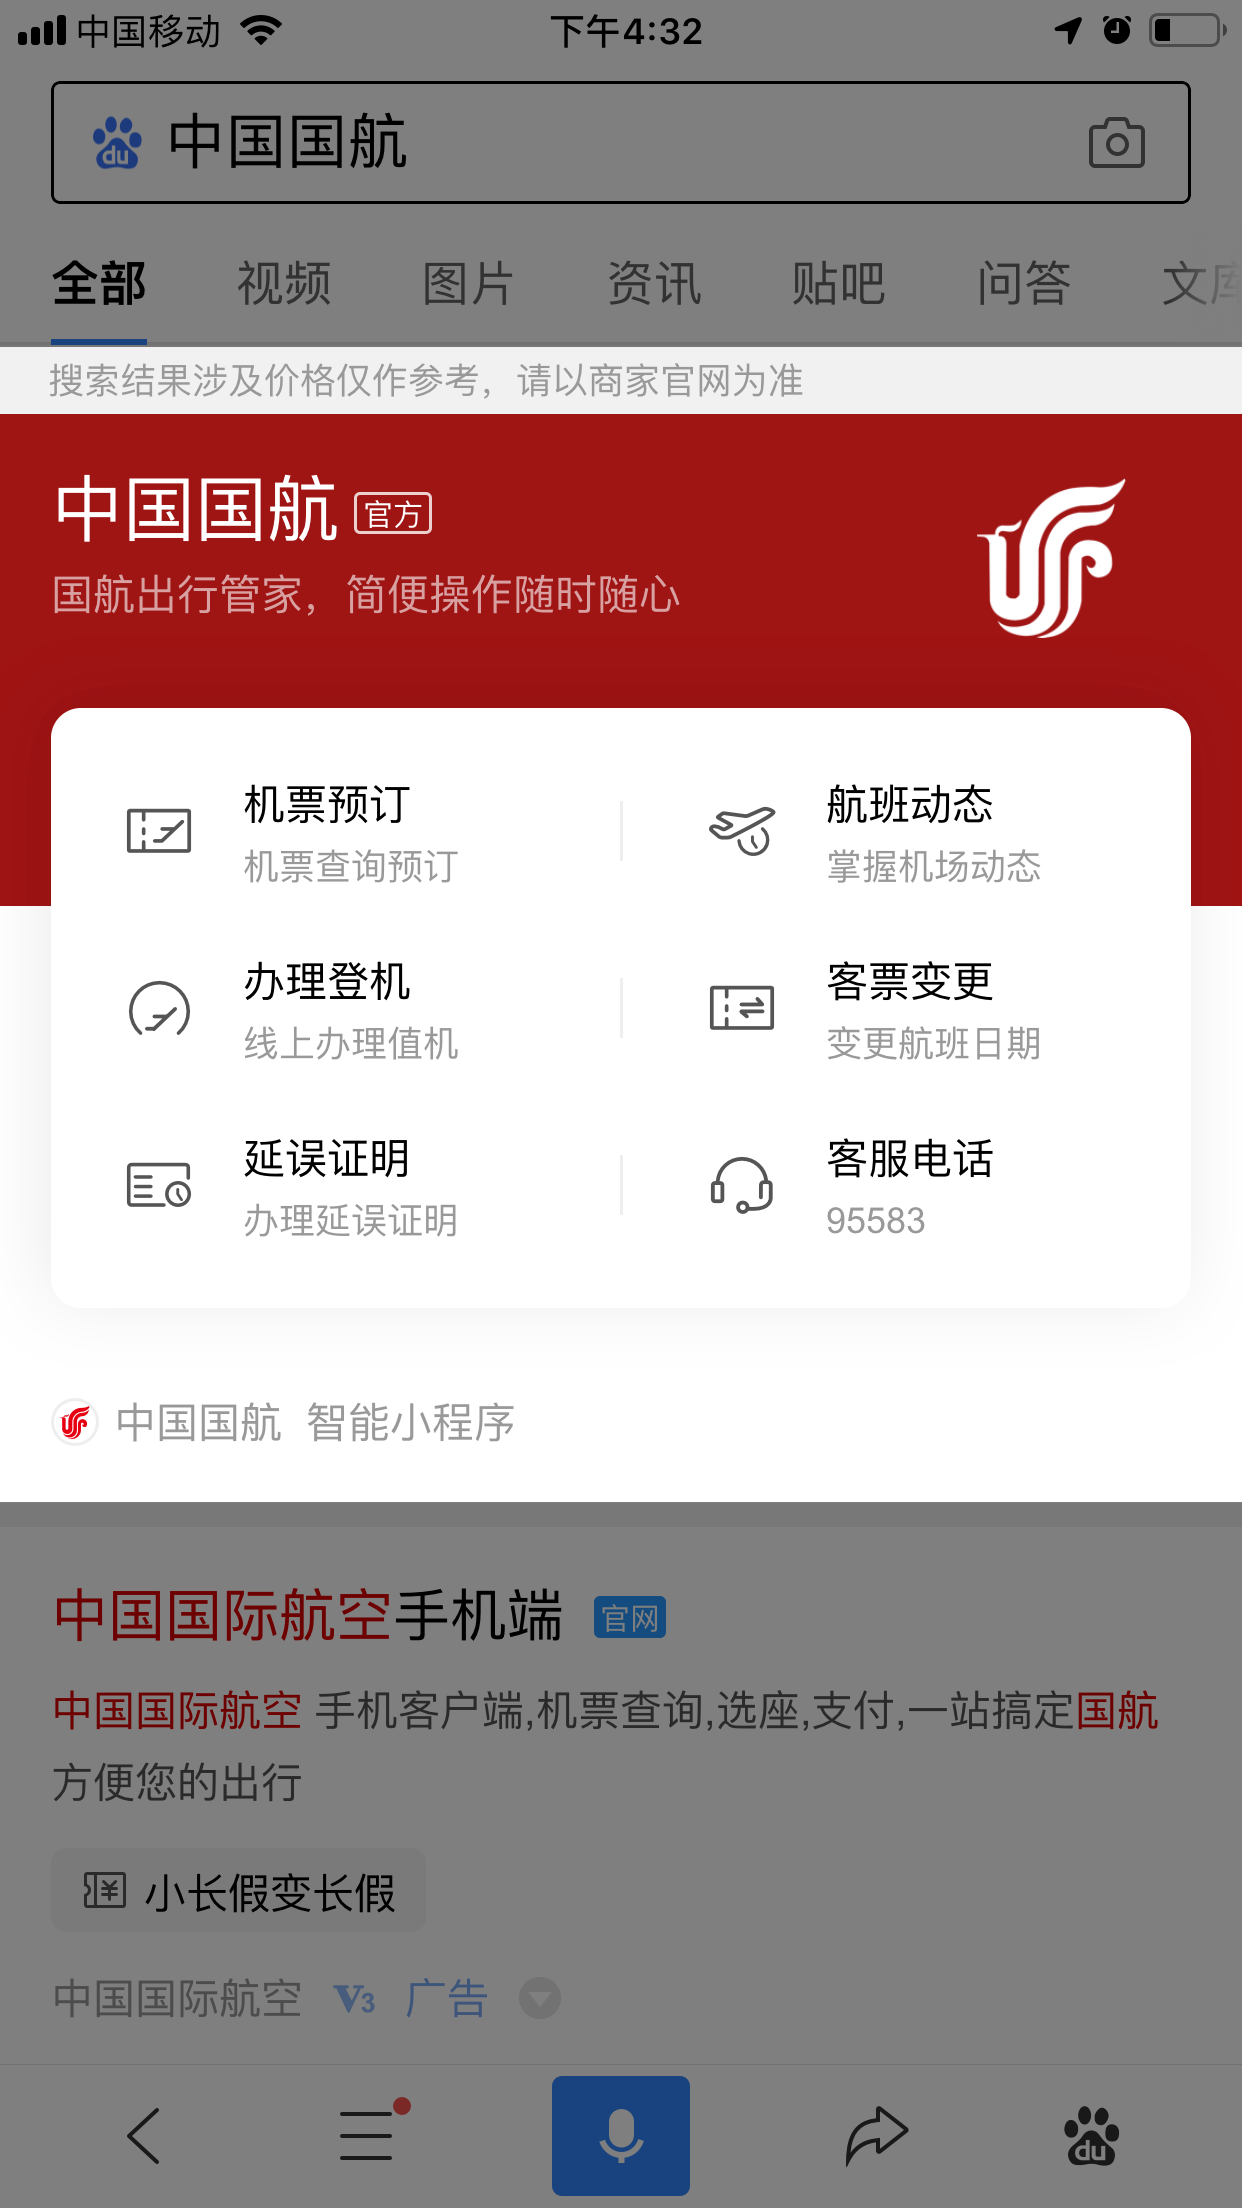 中国移动 下午4:32
du 中国国航
全部 视频 图片 资讯 贴吧 问答 文库
搜索结果涉及价格仅作参考，请以商家官网为准
中国国航 官方
国航出行管家，简便操作随时随心
机票预订
机票查询预订
航班动态
掌握机场动态
办理登机
线上办理值机
客票变更
变更航班日期
延误证明
办理延误证明
客服电话
95583
中国国航 智能小程序
中国国际航空手机端 官网
中国国际航空 手机客户端,机票查询,选座,支付,一站搞定国航
方便您的出行
小长假变长假
中国国际航空 V3 广告
du